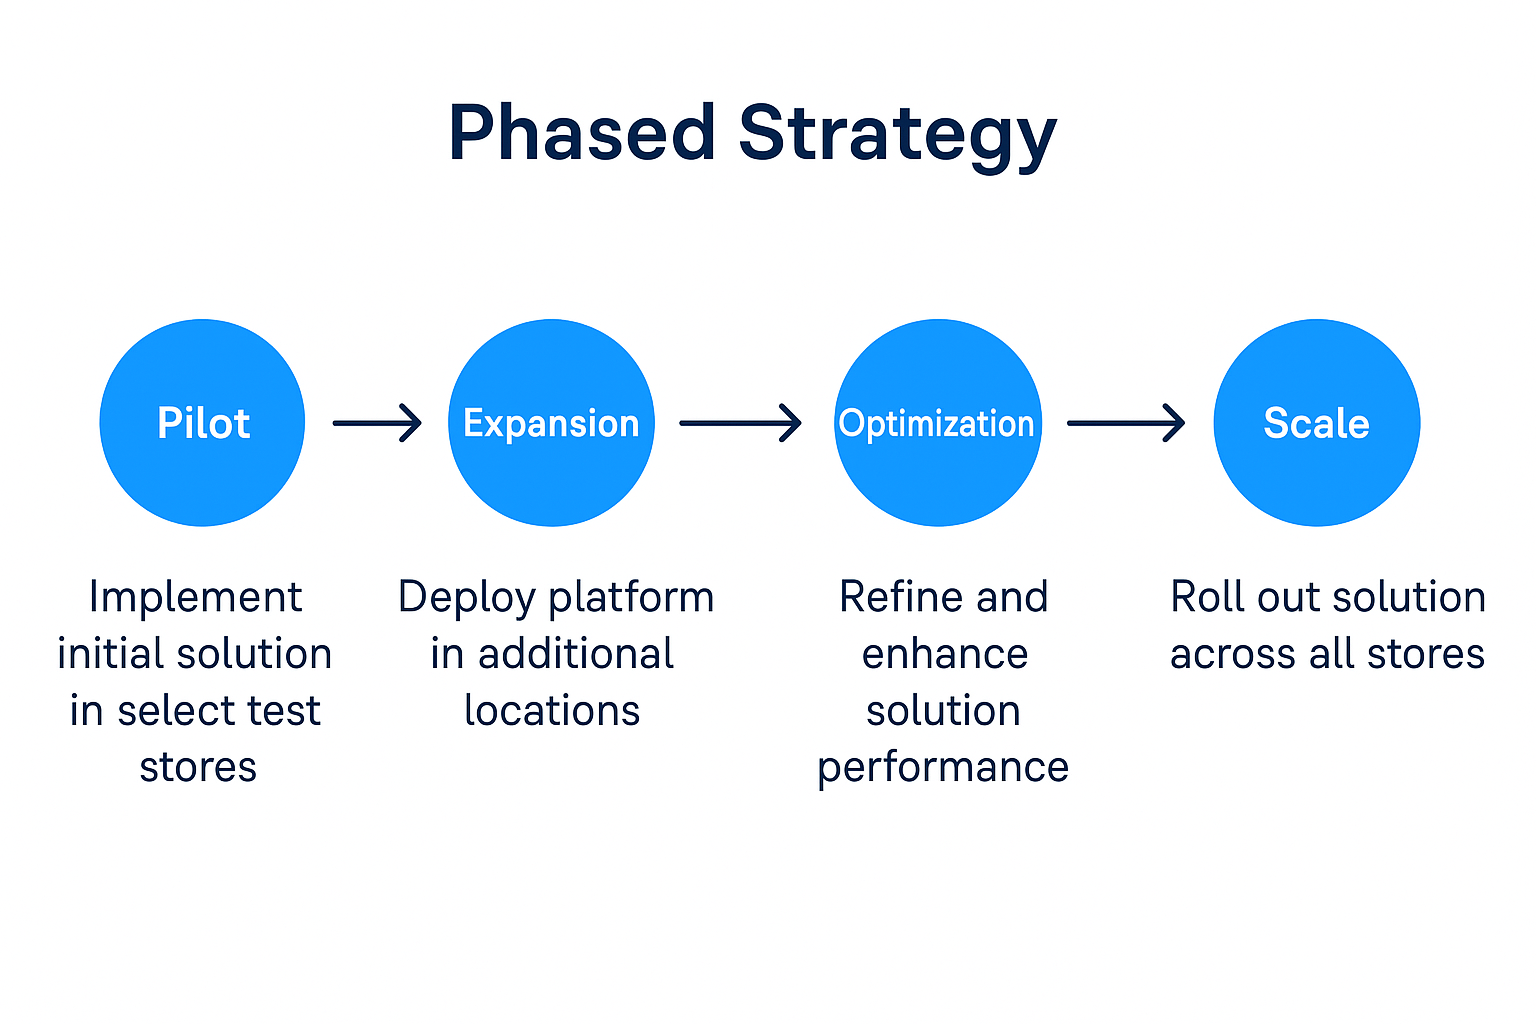 Phased Strategy
Pilot
Implement
initial solution
in select test
stores
Expansion
Deploy platform
in additional
locations
Optimization
Refine and
enhance
solution
performance
Scale
Roll out solution
across all stores